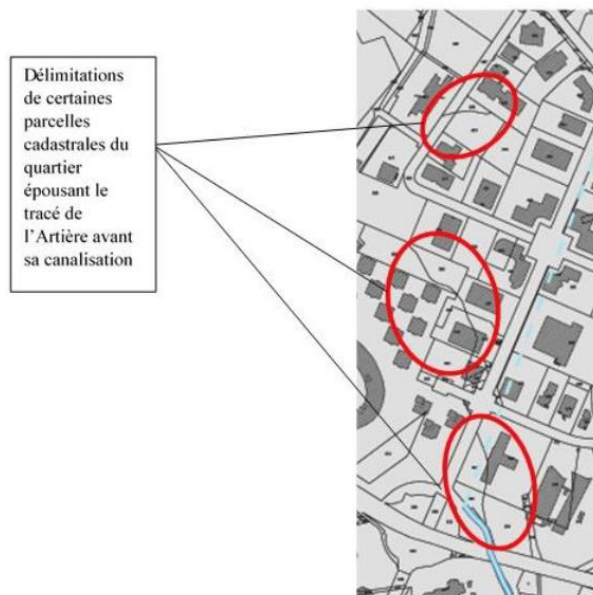 Délimitations
de certaines
parcelles
cadastrales du
quartier
épousant le
tracé de
l'Artière avant
sa canalisation